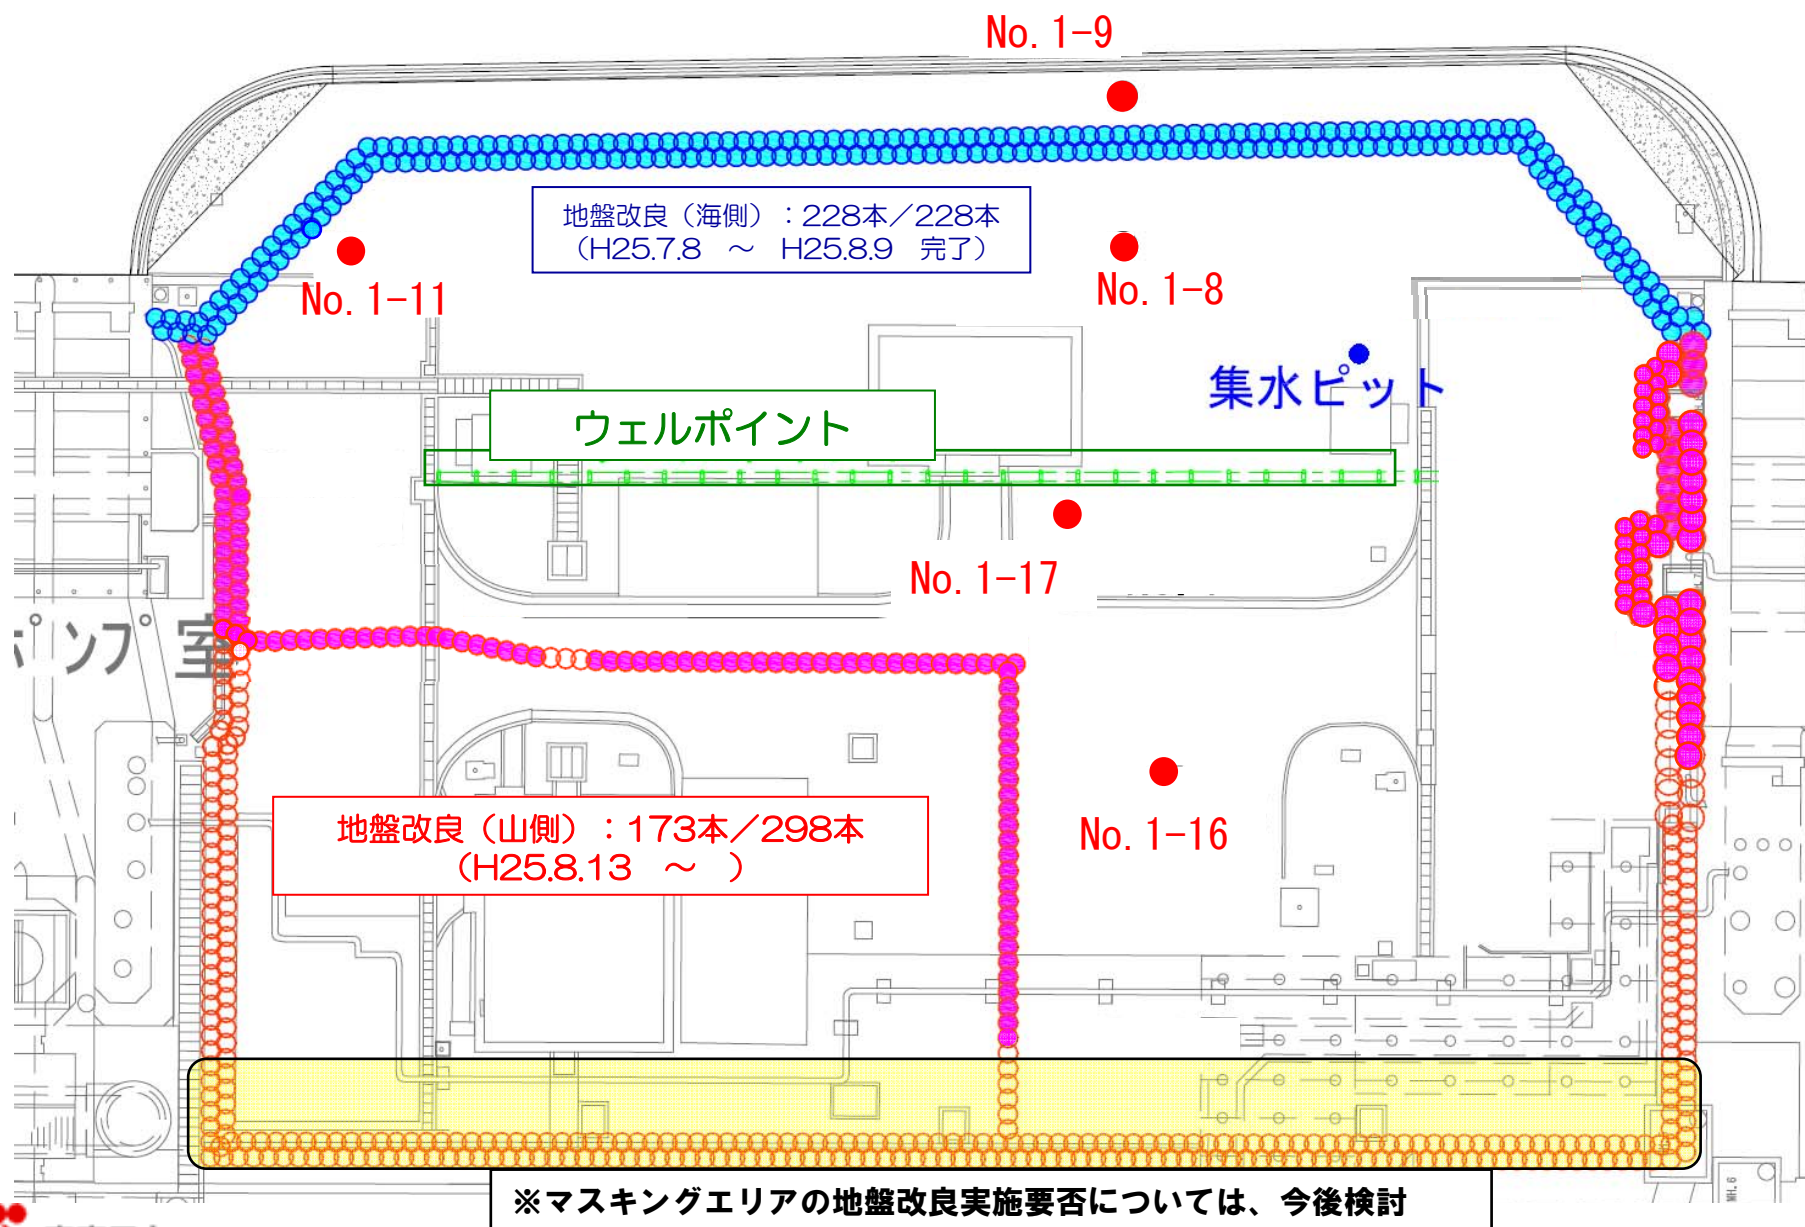 No. 1-9
地盤改良（海側）：228本／228本
（H25.7.8　～　H25.8.9　完了）
No. 1-11
No. 1-8
集水ピット
ウェルポイント
No. 1-17
ポンプ室
地盤改良（山側）：173本／298本
（H25.8.13　～　）
No. 1-16
※マスキングエリアの地盤改良実施要否については、今後検討
MH.6